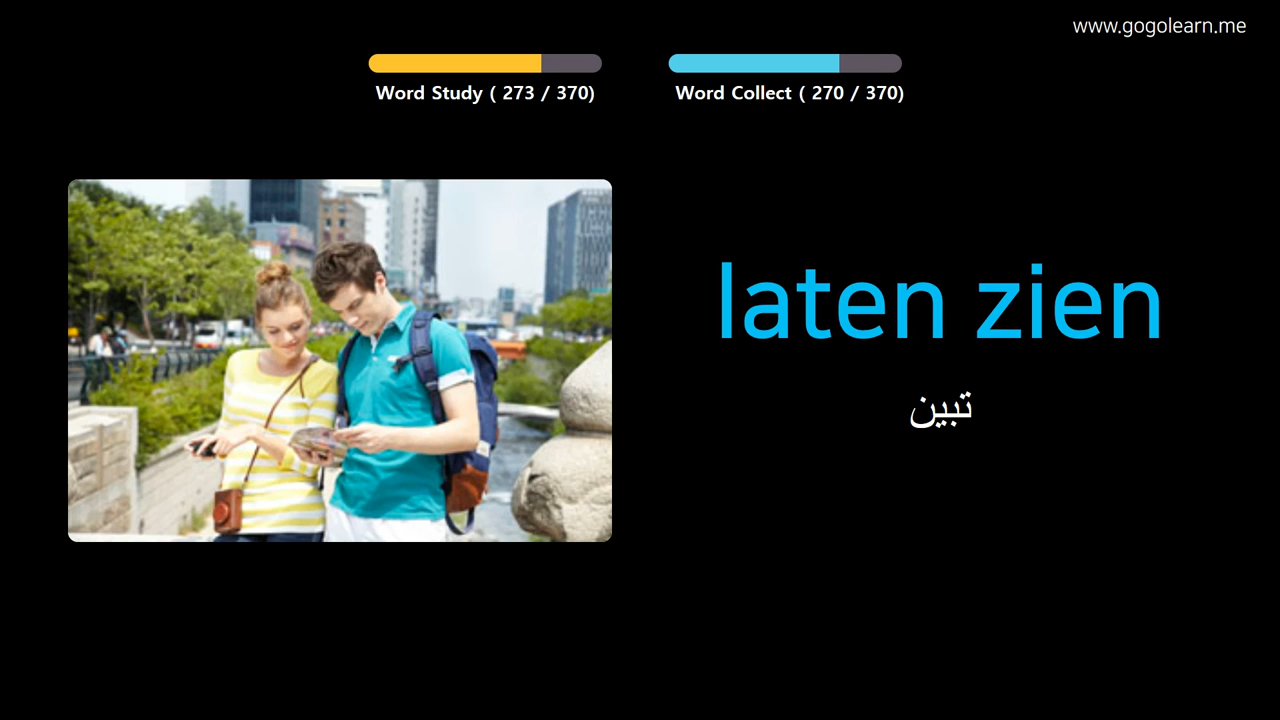 www.gogolearn.me
Word Study ( 273 / 370)
Word Collect ( 270 / 370)
laten zien
تبين